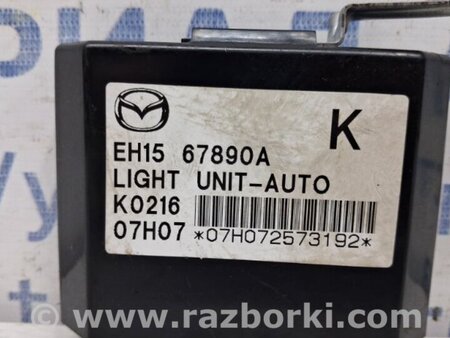 K
EH15 67890A
LIGHT UNIT-AUTO
K0216
07H07 *07H072573192*
www.razborki.com